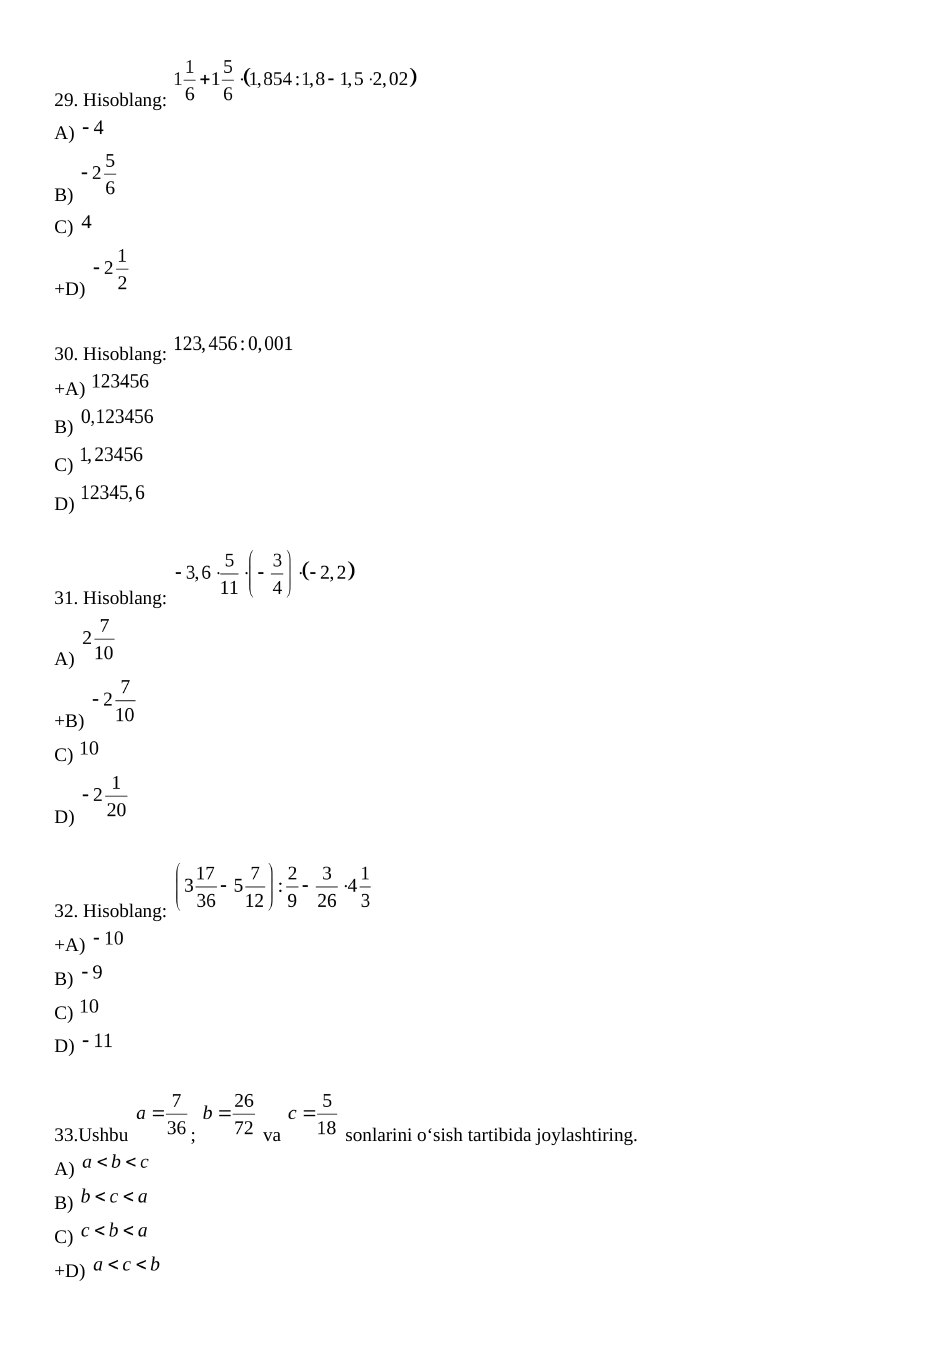 29. Hisoblang: 1 1/6 + 1 5/6 · (1,854 : 1,8 − 1,5 · 2,02)
A) − 4
B) − 2 5/6
C) 4
+D) − 2 1/2
30. Hisoblang: 123,456 : 0,001
+A) 123456
B) 0,123456
C) 1,23456
D) 12345,6
31. Hisoblang: − 3,6 · 5/11 · (− 3/4) · (− 2,2)
A) 2 7/10
+B) − 2 7/10
C) 10
D) − 2 1/20
32. Hisoblang: (3 17/36 − 5 7/12) : 2/9 − 3/26 · 4 1/3
+A) − 10
B) − 9
C) 10
D) − 11
33.Ushbu a = 7/36 ; b = 26/72 va c = 5/18 sonlarini o‘sish tartibida joylashtiring.
A) a < b < c
B) b < c < a
C) c < b < a
+D) a < c < b